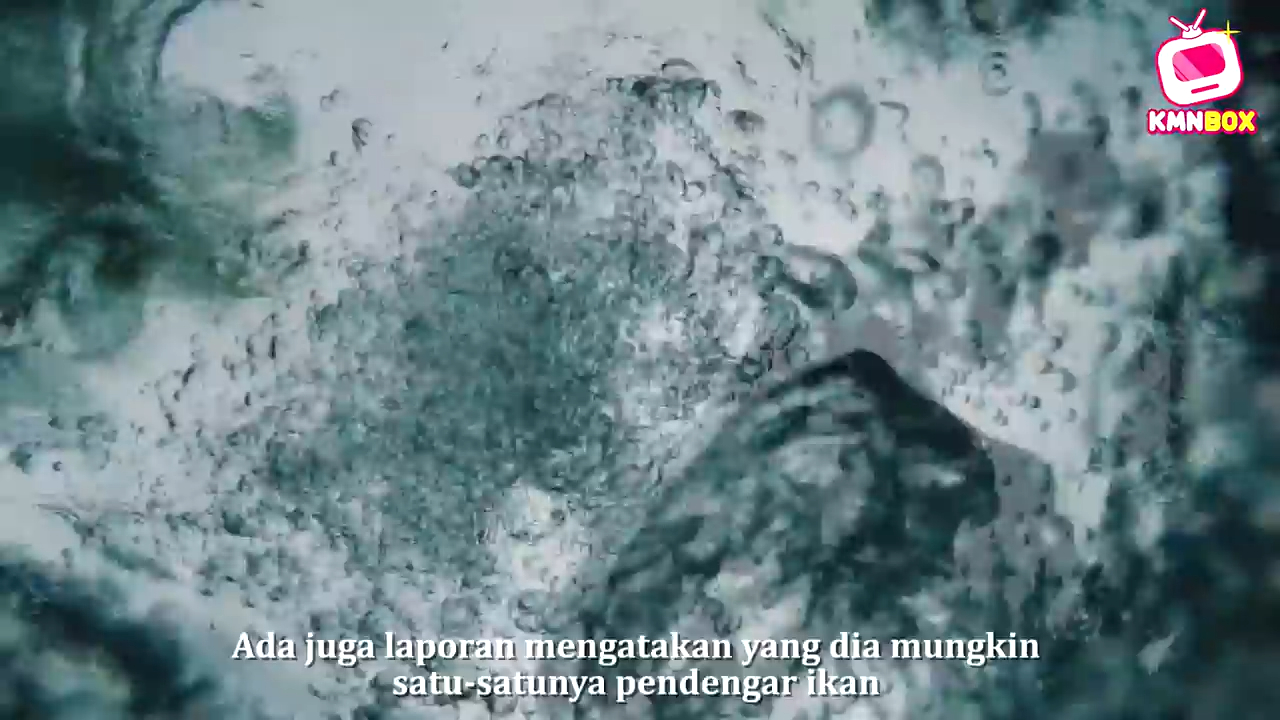 KMNBOX
Ada juga laporan mengatakan yang dia mungkin
satu-satunya pendengar ikan